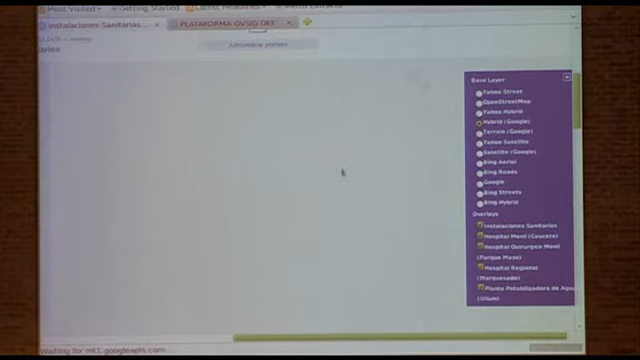 Most Visited Getting Started Latest Headlines
Instalaciones Sanitarias... × PLATAFORMA GVSIG DEF ×
Base Layer
Yahoo Street
OpenStreetMap
Yahoo Hybrid
Hybrid (Google)
Terrain (Google)
Yahoo Satellite
Satellite (Google)
Bing Aerial
Bing Roads
Google
Bing Streets
Bing Hybrid
Overlays
Instalaciones Sanitarias
Hospital Movil (Caucete)
Hospital Quirurgico Movil
(Parque Mayo)
Hospital Regional
(Marquesado)
Planta Potabilizadora de Agua
(Ullum)
Waiting for mt1.googleapis.com